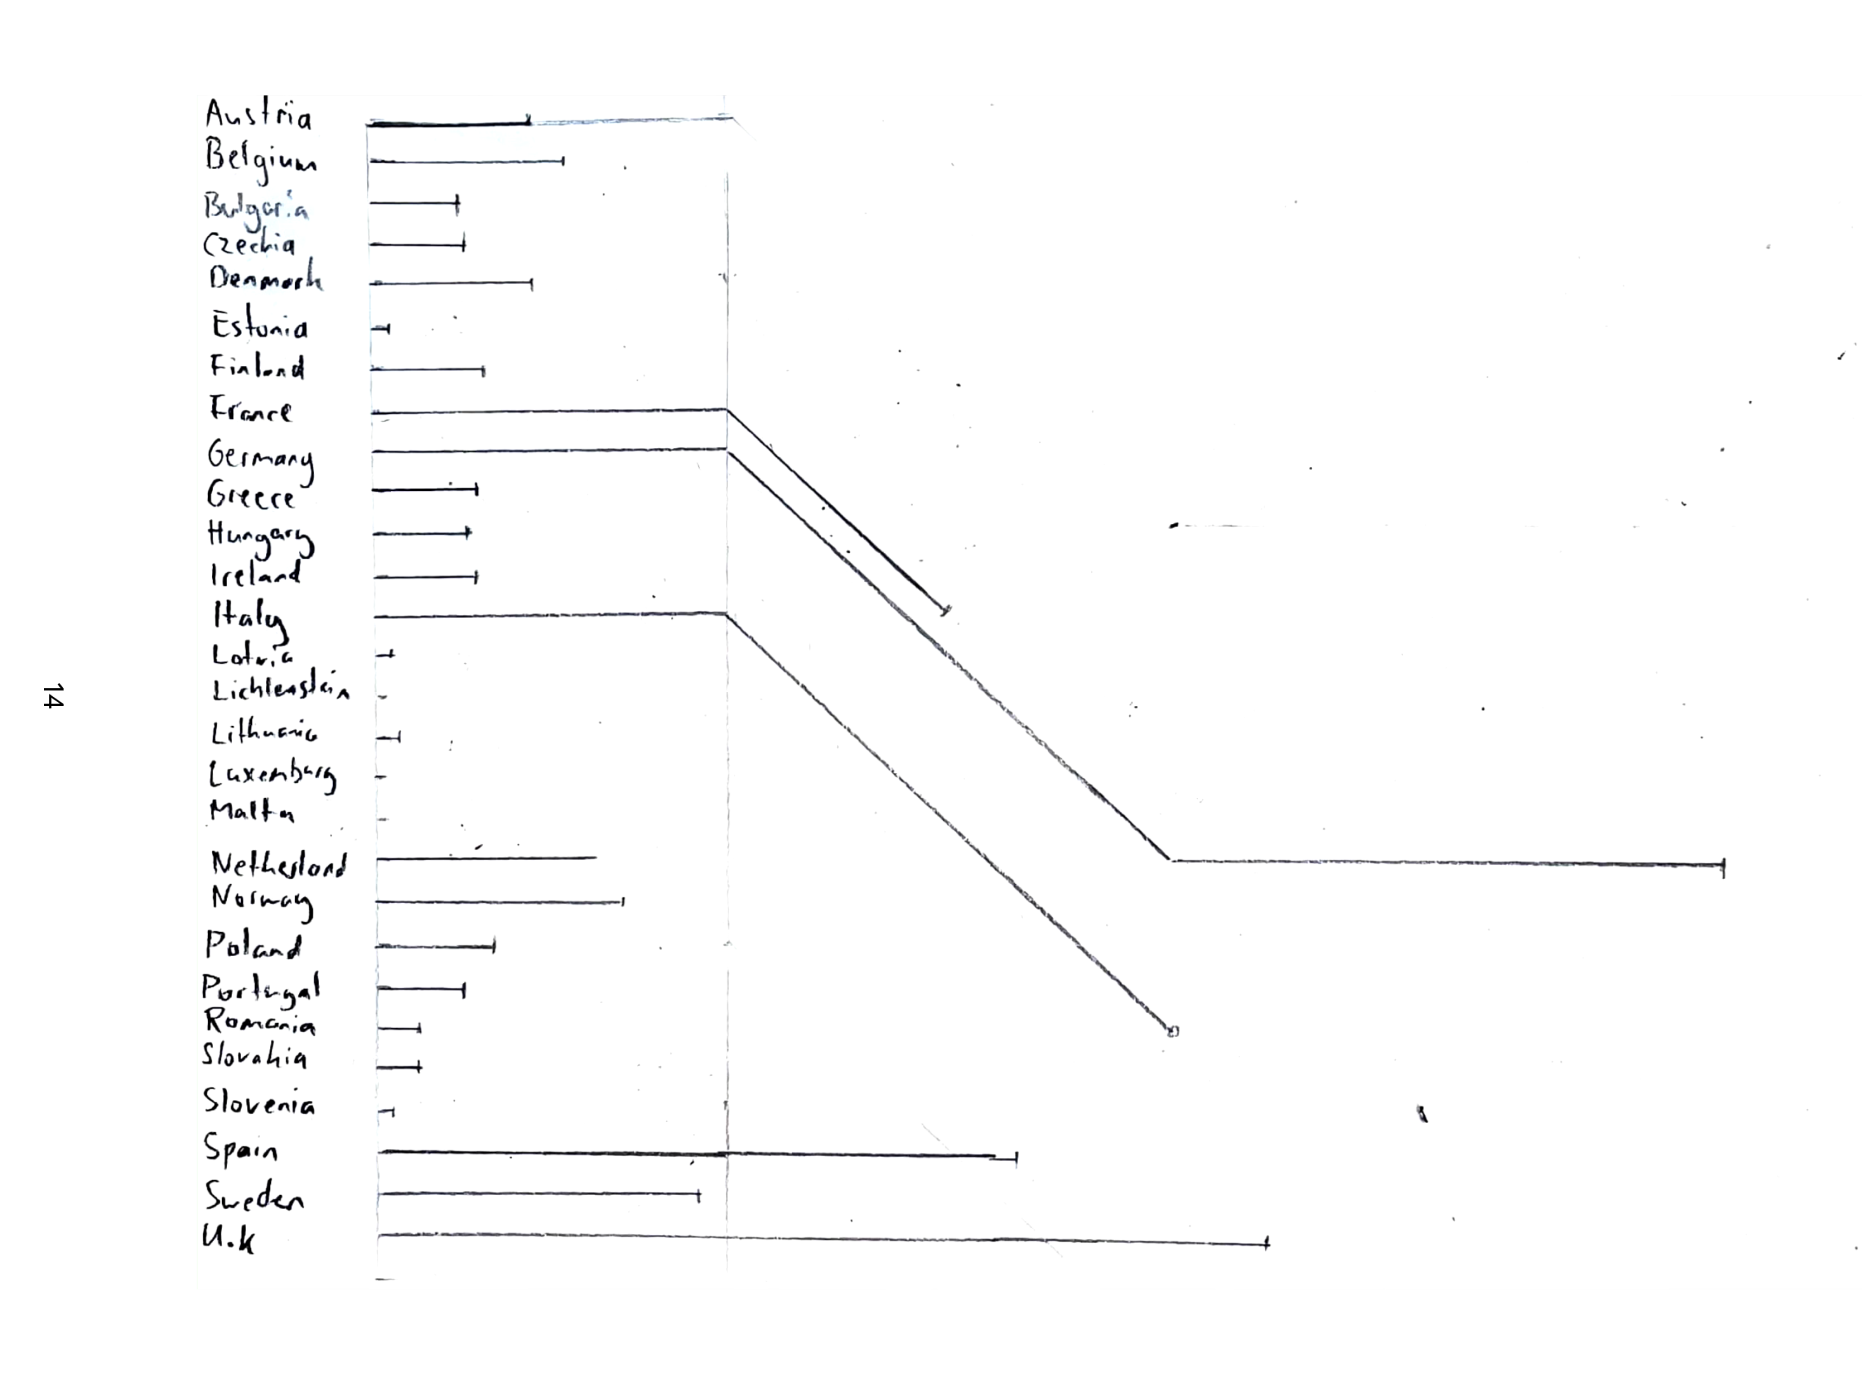 Austria
Belgium
Bulgaria
Czechia
Denmark
Estonia
Finland
France
Germany
Greece
Hungary
Ireland
Italy
Latvia
Lichtenstein
Lithuania
Luxemburg
Malta
Netherland
Norway
Poland
Portugal
Romania
Slovakia
Slovenia
Spain
Sweden
U.k
14